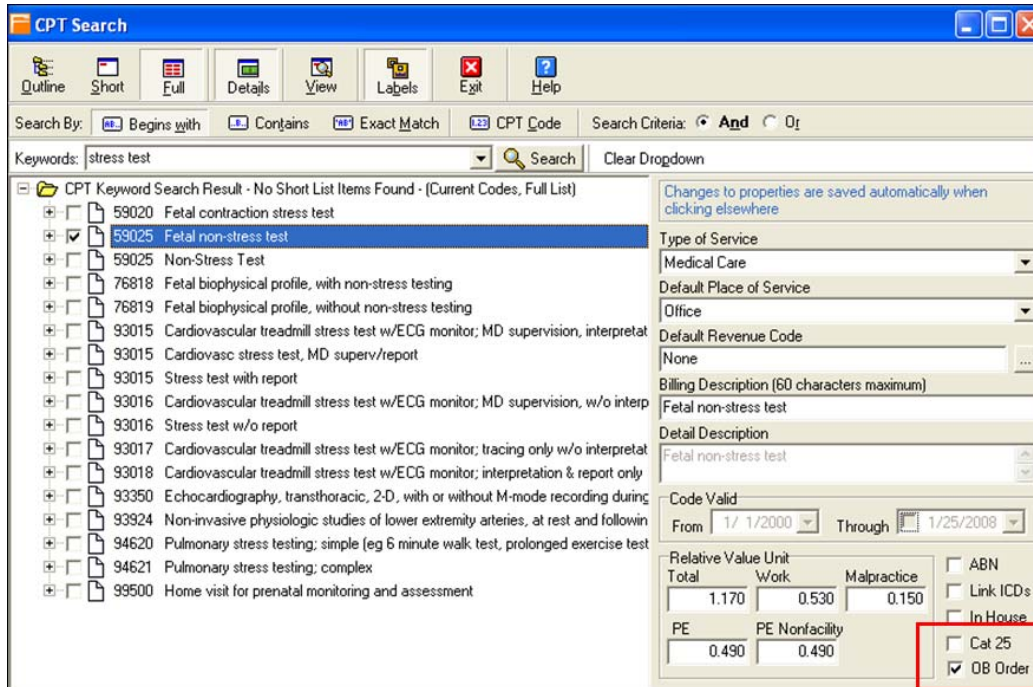 CPT Search
Outline Short Full Details View Labels Exit Help
Search By: AB.. Begins with ..B.. Contains "AB" Exact Match 1.23 CPT Code Search Criteria: And Or
Keywords: stress test Search Clear Dropdown
CPT Keyword Search Result - No Short List Items Found - (Current Codes, Full List)
59020 Fetal contraction stress test
59025 Fetal non-stress test
59025 Non-Stress Test
76818 Fetal biophysical profile, with non-stress testing
76819 Fetal biophysical profile, without non-stress testing
93015 Cardiovascular treadmill stress test w/ECG monitor; MD supervision, interpretat
93015 Cardiovasc stress test, MD superv/report
93015 Stress test with report
93016 Cardiovascular treadmill stress test w/ECG monitor; MD supervision, w/o interp
93016 Stress test w/o report
93017 Cardiovascular treadmill stress test w/ECG monitor; tracing only w/o interpretat
93018 Cardiovascular treadmill stress test w/ECG monitor; interpretation & report only
93350 Echocardiography, transthoracic, 2-D, with or without M-mode recording during
93924 Non-invasive physiologic studies of lower extremity arteries, at rest and followin
94620 Pulmonary stress testing; simple (eg 6 minute walk test, prolonged exercise test
94621 Pulmonary stress testing; complex
99500 Home visit for prenatal monitoring and assessment
Changes to properties are saved automatically when
clicking elsewhere
Type of Service
Medical Care
Default Place of Service
Office
Default Revenue Code
None ...
Billing Description (60 characters maximum)
Fetal non-stress test
Detail Description
Fetal non-stress test
Code Valid
From 1/ 1/2000 Through 1/25/2008
Relative Value Unit
Total Work Malpractice
1.170 0.530 0.150
PE PE Nonfacility
0.490 0.490
ABN
Link ICDs
In House
Cat 25
OB Order